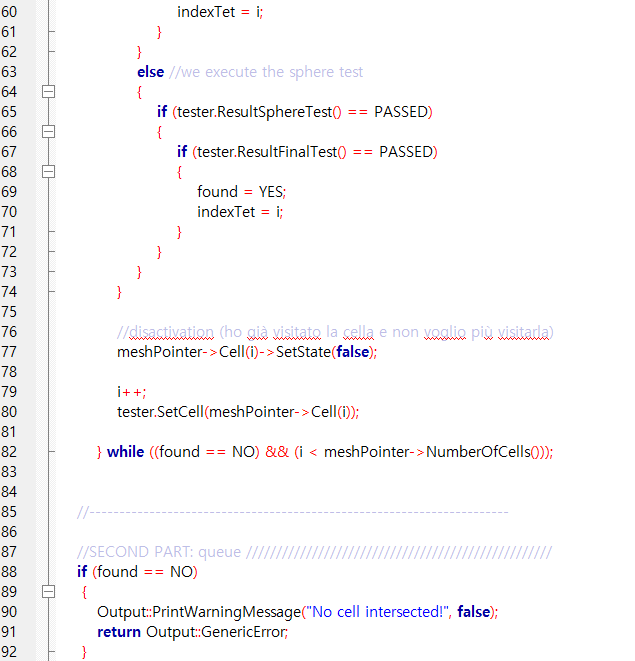 60 indexTet = i;
61 }
62 }
63 else //we execute the sphere test
64 {
65 if (tester.ResultSphereTest() == PASSED)
66 {
67 if (tester.ResultFinalTest() == PASSED)
68 {
69 found = YES;
70 indexTet = i;
71 }
72 }
73 }
74 }
75
76 //disactivation (ho già visitato la cella e non voglio più visitarla)
77 meshPointer->Cell(i)->SetState(false);
78
79 i++;
80 tester.SetCell(meshPointer->Cell(i));
81
82 } while ((found == NO) && (i < meshPointer->NumberOfCells()));
83
84
85 //----------------------------------------------------------------------
86
87 //SECOND PART: queue ///////////////////////////////////////////////////
88 if (found == NO)
89 {
90 Output::PrintWarningMessage("No cell intersected!", false);
91 return Output::GenericError;
92 }